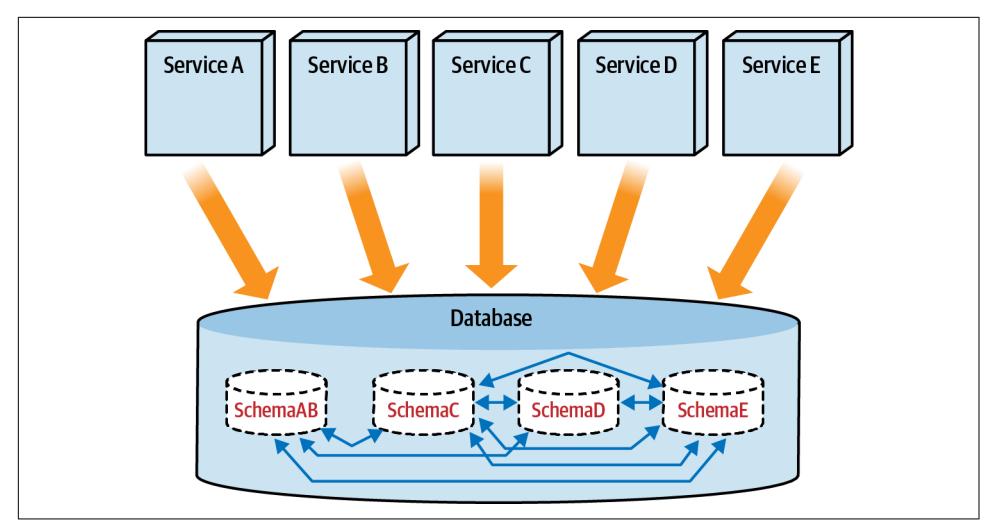 Service A
Service B
Service C
Service D
Service E
Database
SchemaAB
SchemaC
SchemaD
SchemaE